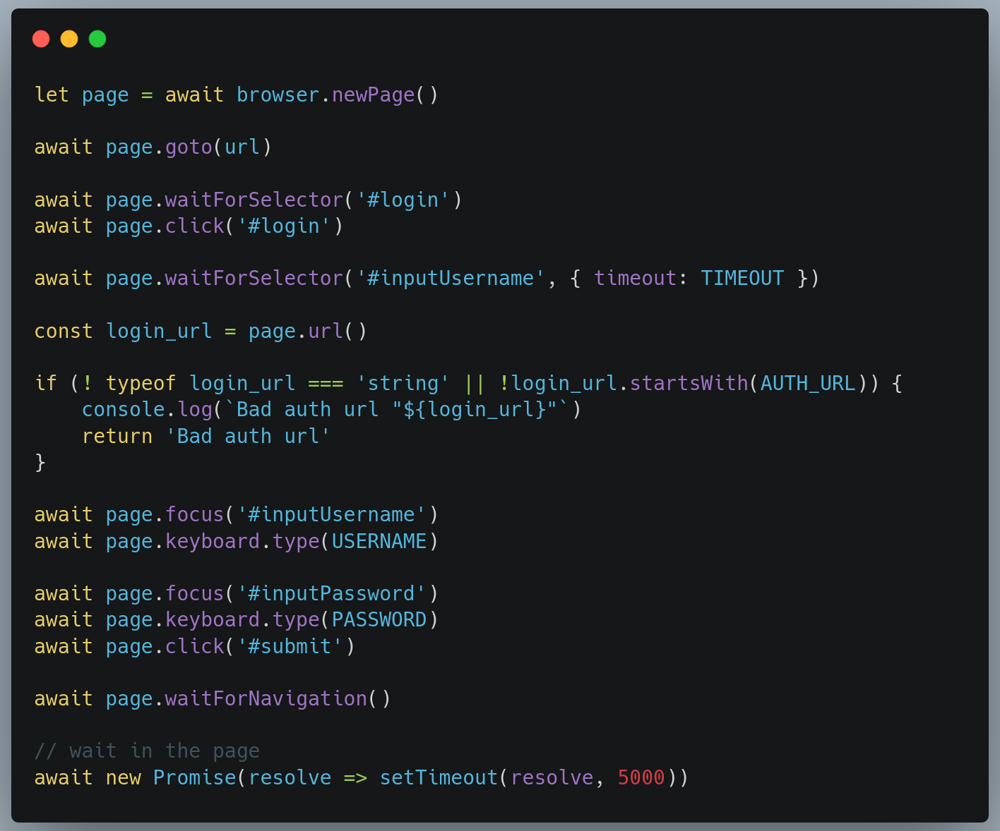 let page = await browser.newPage()
await page.goto(url)
await page.waitForSelector('#login')
await page.click('#login')
await page.waitForSelector('#inputUsername', { timeout: TIMEOUT })
const login_url = page.url()
if (! typeof login_url === 'string' || !login_url.startsWith(AUTH_URL)) {
    console.log(`Bad auth url "${login_url}"`)
    return 'Bad auth url'
}
await page.focus('#inputUsername')
await page.keyboard.type(USERNAME)
await page.focus('#inputPassword')
await page.keyboard.type(PASSWORD)
await page.click('#submit')
await page.waitForNavigation()
// wait in the page
await new Promise(resolve => setTimeout(resolve, 5000))